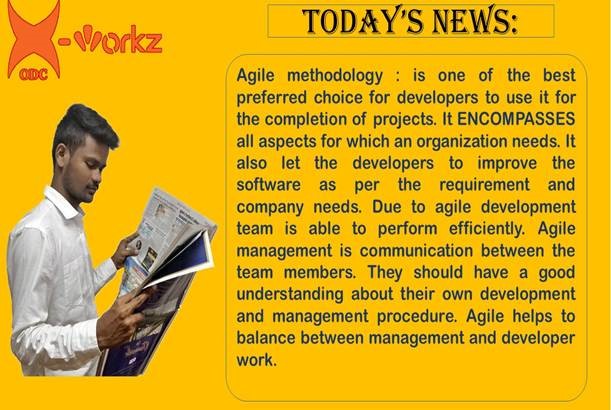 X-Workz
ODC
TODAY'S NEWS:
Agile methodology : is one of the best
preferred choice for developers to use it for
the completion of projects. It ENCOMPASSES
all aspects for which an organization needs. It
also let the developers to improve the
software as per the requirement and
company needs. Due to agile development
team is able to perform efficiently. Agile
management is communication between the
team members. They should have a good
understanding about their own development
and management procedure. Agile helps to
balance between management and developer
work.